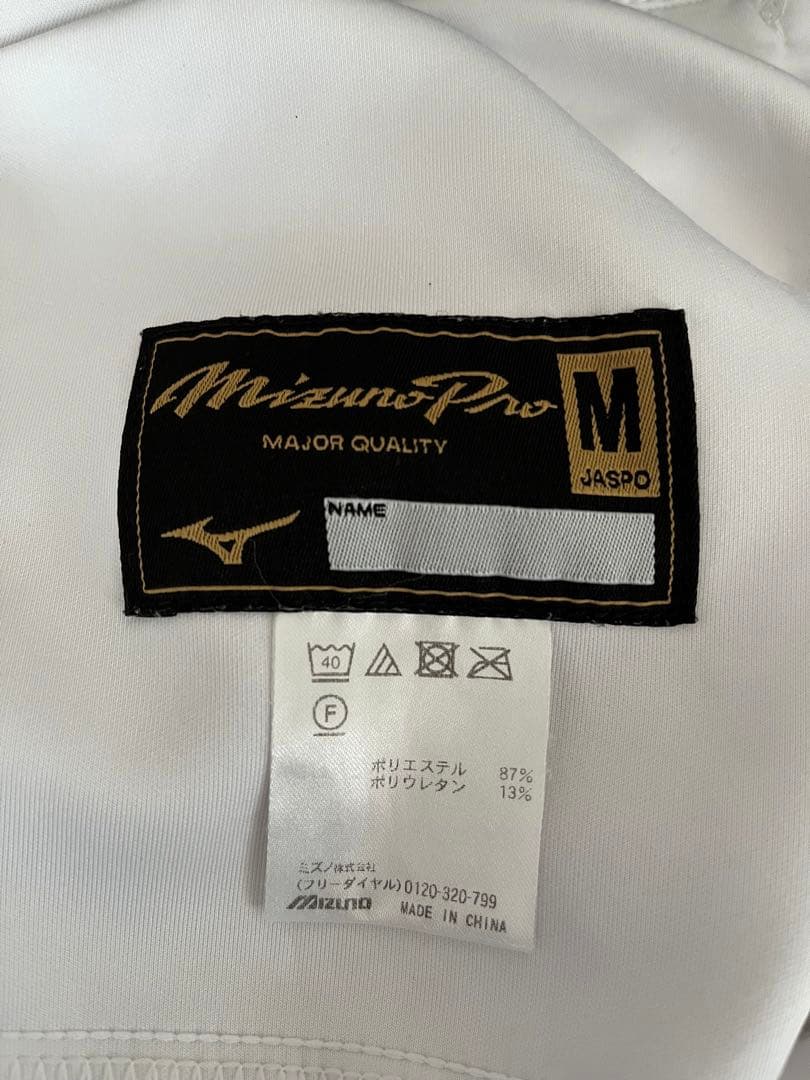 Mizuno Pro
M
MAJOR QUALITY
JASPO
NAME
40
F
ポリエステル 87%
ポリウレタン 13%
ミズノ株式会社
(フリーダイヤル)0120-320-799
MIZUNO MADE IN CHINA